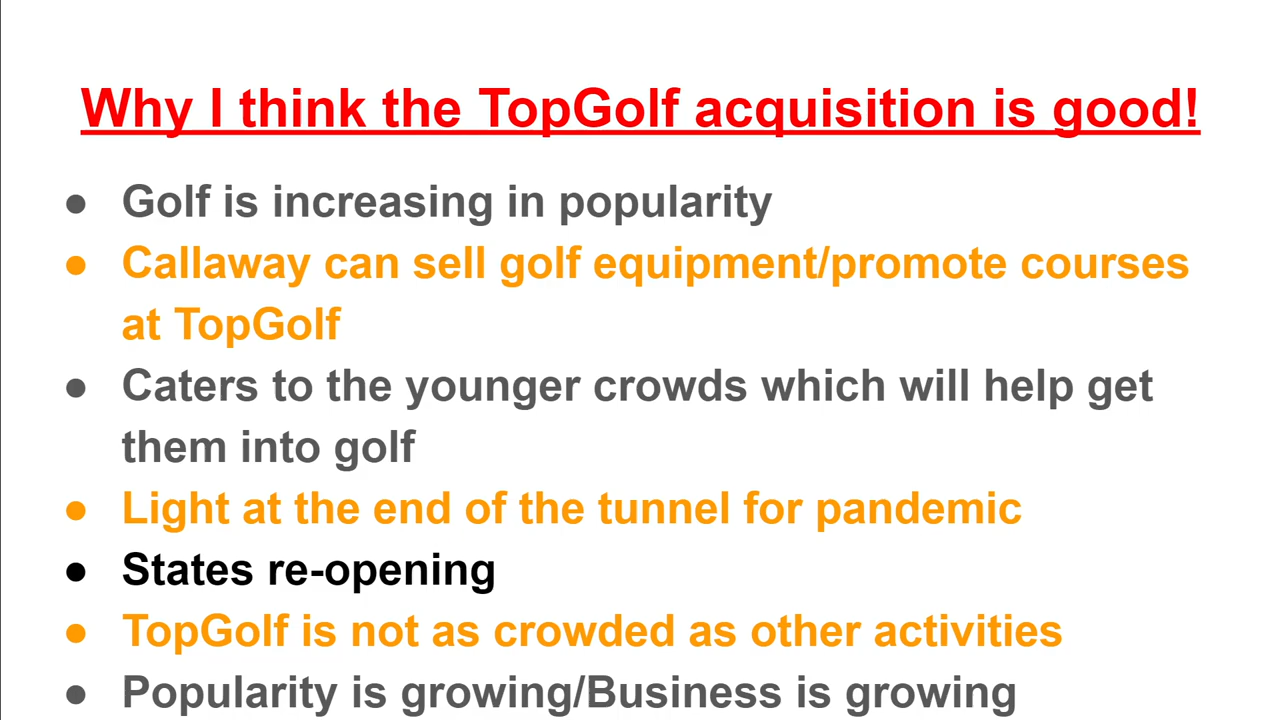 Why I think the TopGolf acquisition is good!
● Golf is increasing in popularity
● Callaway can sell golf equipment/promote courses
at TopGolf
● Caters to the younger crowds which will help get
them into golf
● Light at the end of the tunnel for pandemic
● States re-opening
● TopGolf is not as crowded as other activities
● Popularity is growing/Business is growing